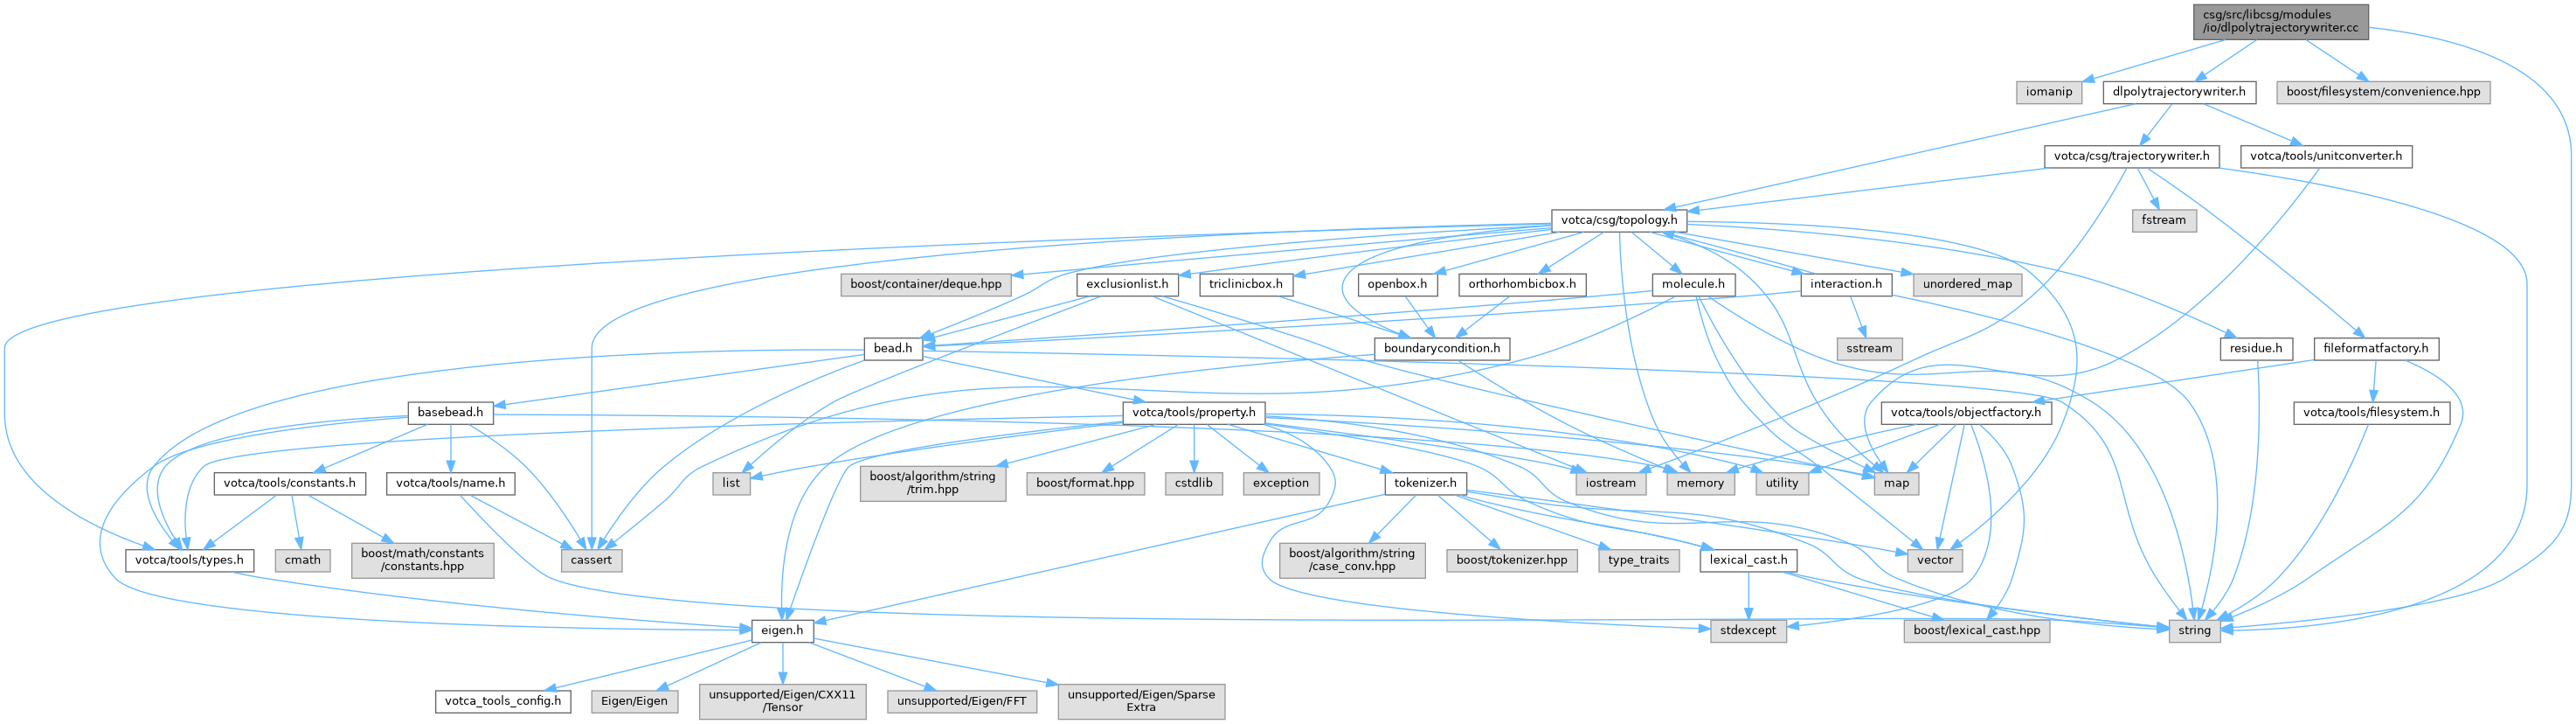 csg/src/libcsg/modules
/io/dlpolytrajectorywriter.cc
iomanip
dlpolytrajectorywriter.h
boost/filesystem/convenience.hpp
votca/csg/trajectorywriter.h
votca/tools/unitconverter.h
votca/csg/topology.h
fstream
boost/container/deque.hpp
exclusionlist.h
triclinicbox.h
openbox.h
orthorhombicbox.h
molecule.h
interaction.h
unordered_map
bead.h
boundarycondition.h
sstream
residue.h
fileformatfactory.h
basebead.h
votca/tools/property.h
votca/tools/objectfactory.h
votca/tools/filesystem.h
votca/tools/constants.h
votca/tools/name.h
list
boost/algorithm/string
/trim.hpp
boost/format.hpp
cstdlib
exception
tokenizer.h
iostream
memory
utility
map
votca/tools/types.h
cmath
boost/math/constants
/constants.hpp
cassert
boost/algorithm/string
/case_conv.hpp
boost/tokenizer.hpp
type_traits
lexical_cast.h
vector
eigen.h
stdexcept
boost/lexical_cast.hpp
string
votca_tools_config.h
Eigen/Eigen
unsupported/Eigen/CXX11
/Tensor
unsupported/Eigen/FFT
unsupported/Eigen/Sparse
Extra